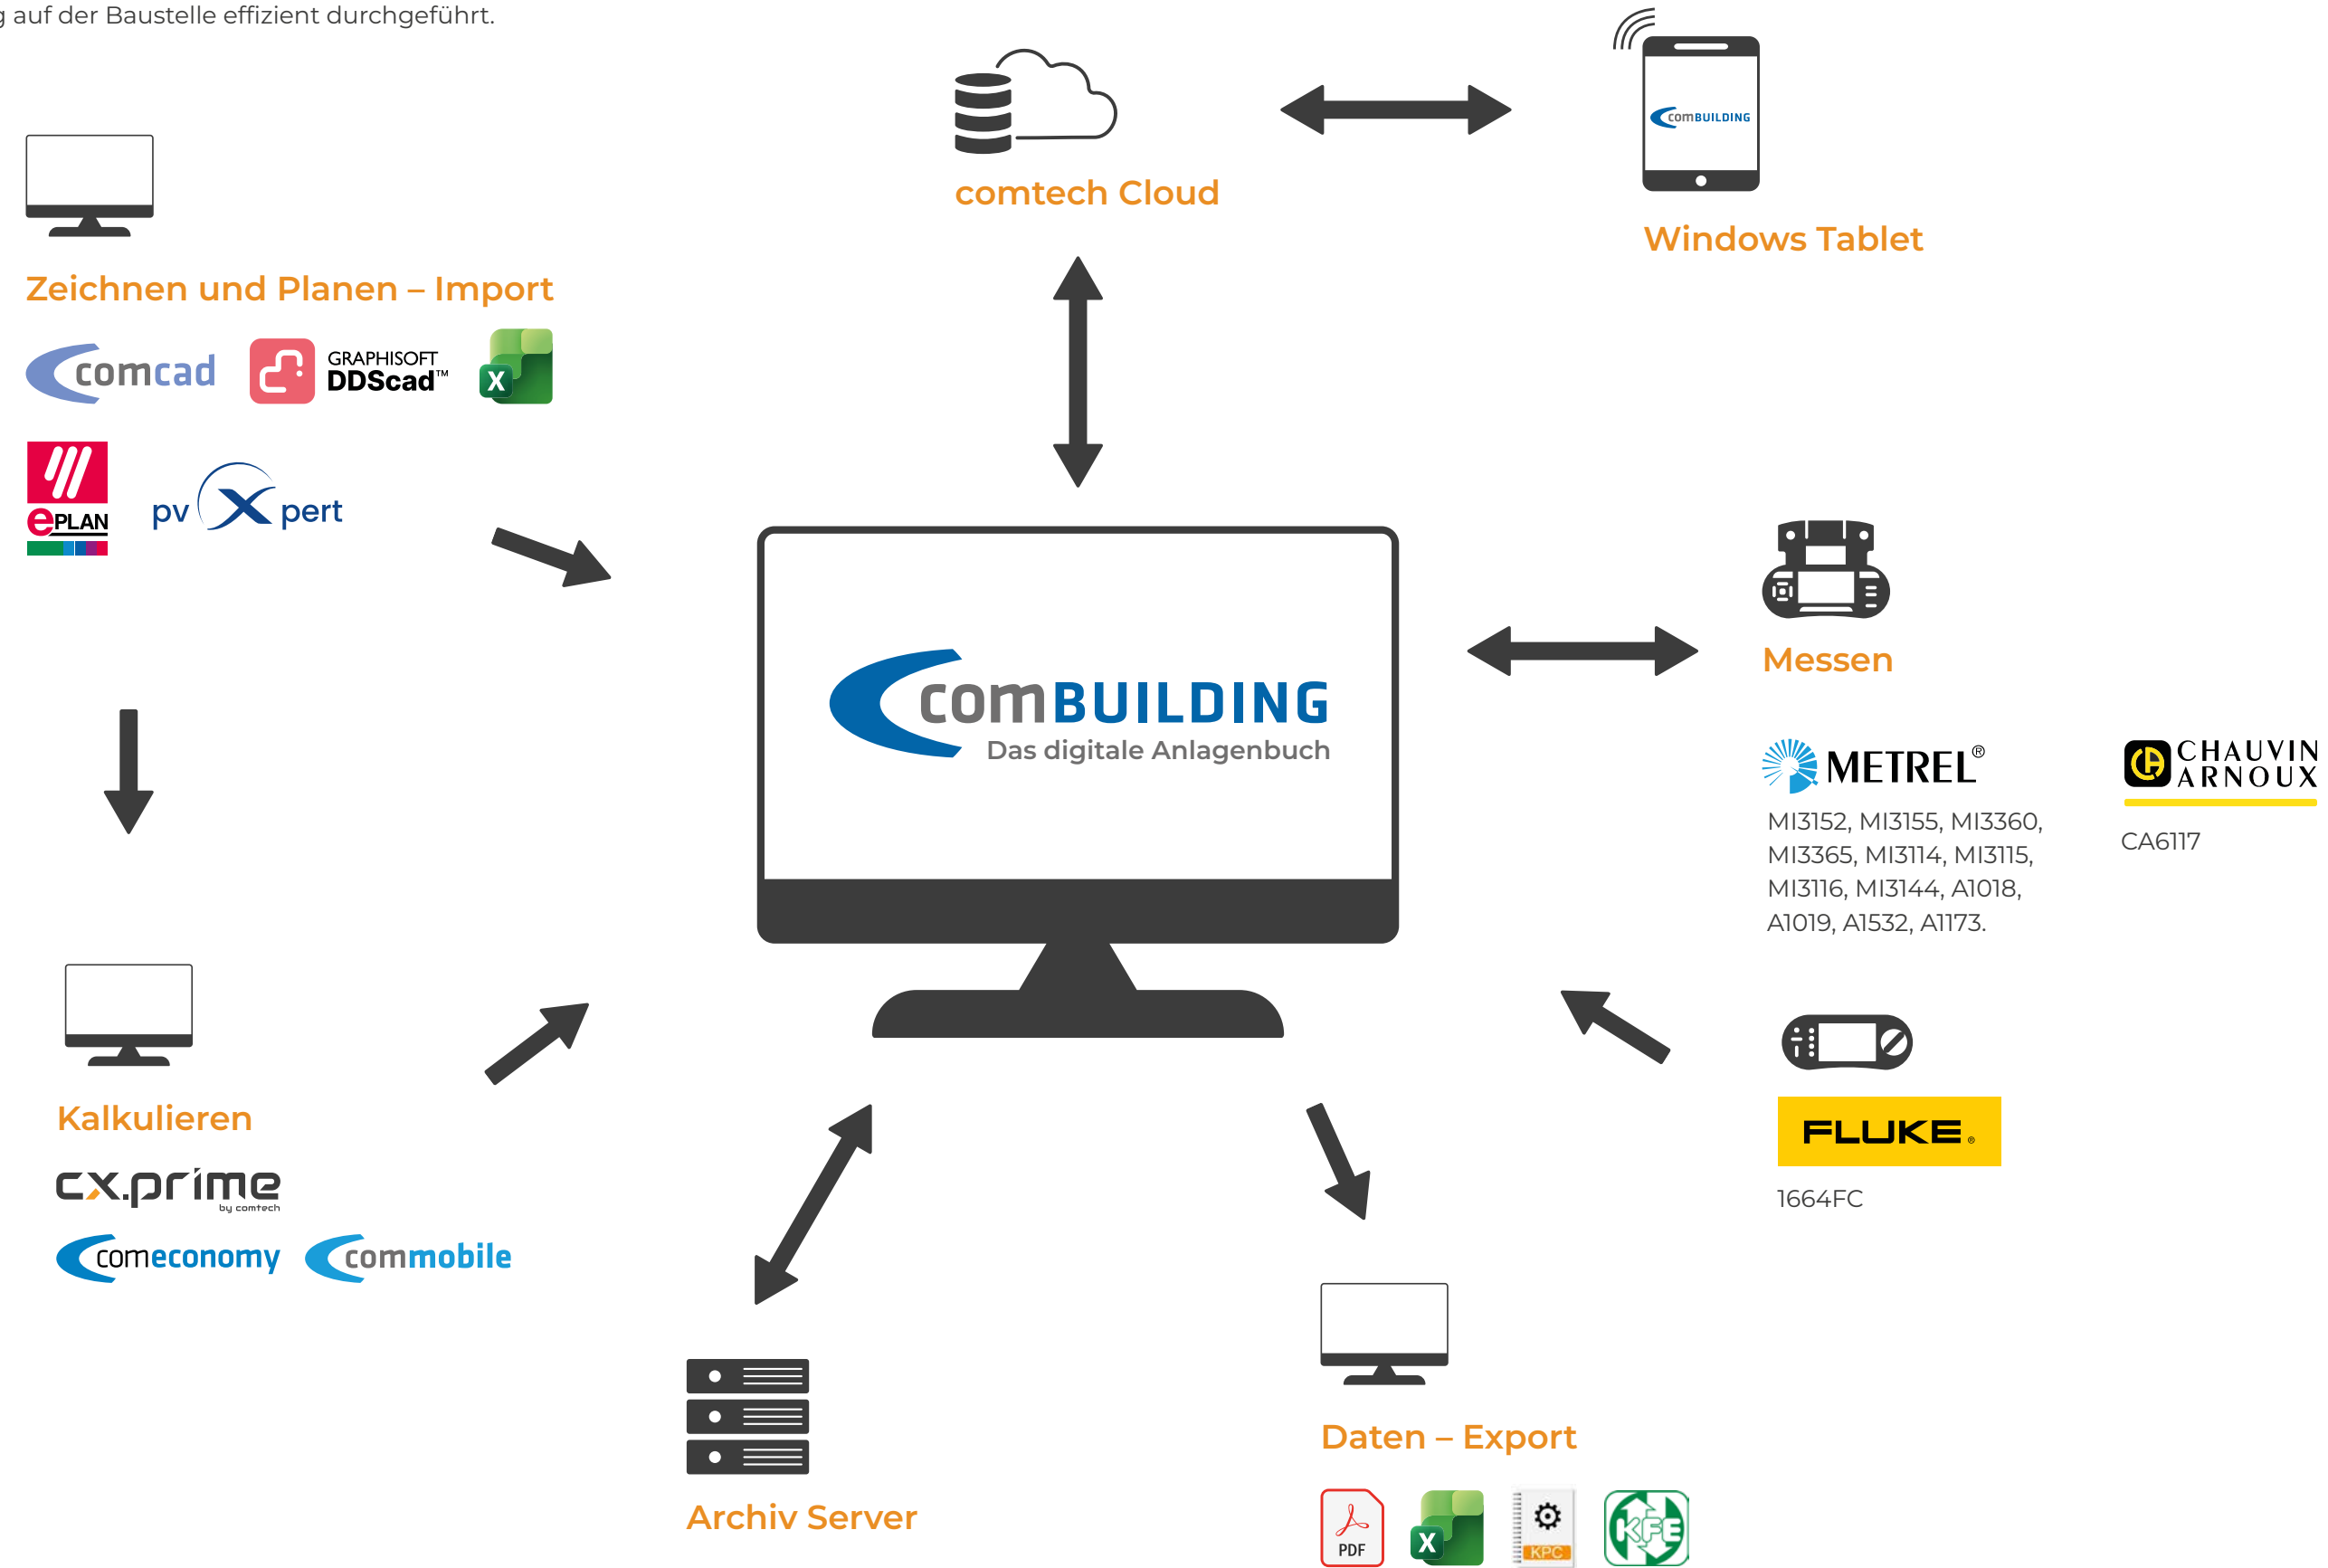 auf der Baustelle effizient durchgeführt.
comBUILDING
comtech Cloud
Windows Tablet
Zeichnen und Planen – Import
comcad
GRAPHISOFT
DDScad™
X
ePLAN
pv Xpert
comBUILDING
Das digitale Anlagenbuch
Messen
METREL®
MI3152, MI3155, MI3360,
MI3365, MI3114, MI3115,
MI3116, MI3144, A1018,
A1019, A1532, A1173.
CA
CHAUVIN
ARNOUX
CA6117
FLUKE®
1664FC
Kalkulieren
cx.prime
by comtech
comeconomy
commobile
Archiv Server
Daten – Export
PDF
X
KPC
KFE